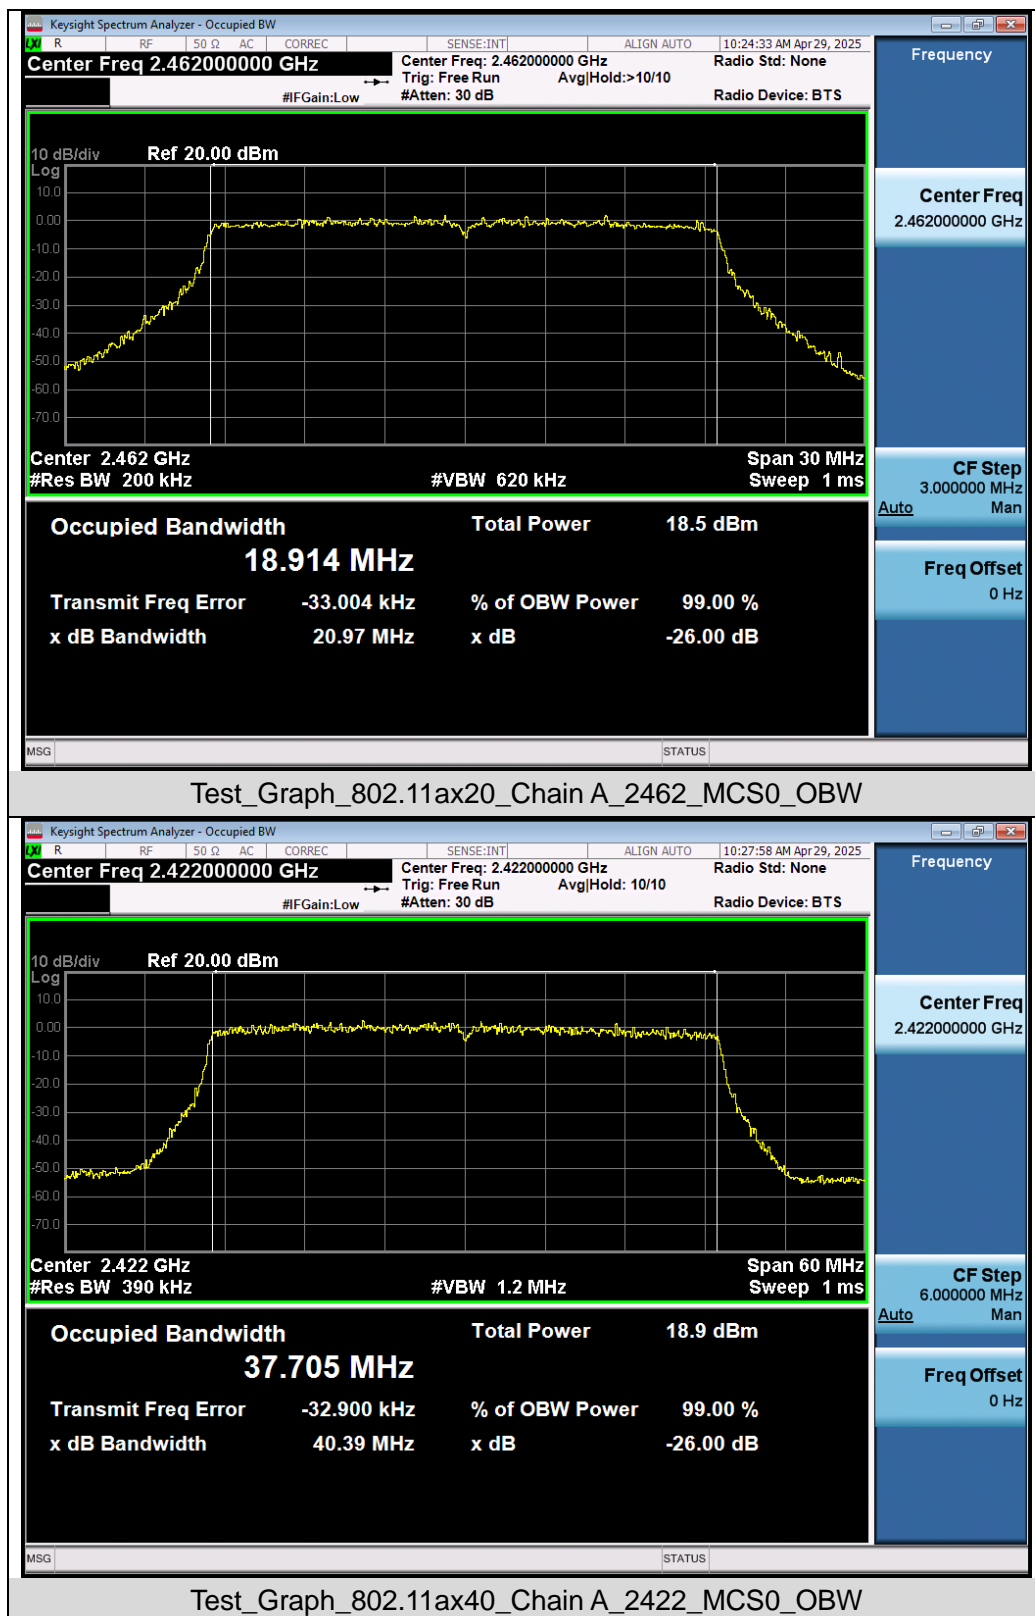 Keysight Spectrum Analyzer - Occupied BW
LXI R RF 50 Ω AC CORREC SENSE:INT ALIGN AUTO 10:24:33 AM Apr 29, 2025
Center Freq 2.462000000 GHz
Center Freq: 2.462000000 GHz Radio Std: None
Trig: Free Run Avg|Hold:>10/10
#IFGain:Low #Atten: 30 dB Radio Device: BTS
10 dB/div Ref 20.00 dBm
Log
10.0
0.00
-10.0
-20.0
-30.0
-40.0
-50.0
-60.0
-70.0
Center 2.462 GHz Span 30 MHz
#Res BW 200 kHz #VBW 620 kHz Sweep 1 ms
Occupied Bandwidth Total Power 18.5 dBm
18.914 MHz
Transmit Freq Error -33.004 kHz % of OBW Power 99.00 %
x dB Bandwidth 20.97 MHz x dB -26.00 dB
MSG STATUS
Frequency
Center Freq
2.462000000 GHz
CF Step
3.000000 MHz
Auto Man
Freq Offset
0 Hz
Test_Graph_802.11ax20_Chain A_2462_MCS0_OBW
Keysight Spectrum Analyzer - Occupied BW
LXI R RF 50 Ω AC CORREC SENSE:INT ALIGN AUTO 10:27:58 AM Apr 29, 2025
Center Freq 2.422000000 GHz
Center Freq: 2.422000000 GHz Radio Std: None
Trig: Free Run Avg|Hold: 10/10
#IFGain:Low #Atten: 30 dB Radio Device: BTS
10 dB/div Ref 20.00 dBm
Log
10.0
0.00
-10.0
-20.0
-30.0
-40.0
-50.0
-60.0
-70.0
Center 2.422 GHz Span 60 MHz
#Res BW 390 kHz #VBW 1.2 MHz Sweep 1 ms
Occupied Bandwidth Total Power 18.9 dBm
37.705 MHz
Transmit Freq Error -32.900 kHz % of OBW Power 99.00 %
x dB Bandwidth 40.39 MHz x dB -26.00 dB
MSG STATUS
Frequency
Center Freq
2.422000000 GHz
CF Step
6.000000 MHz
Auto Man
Freq Offset
0 Hz
Test_Graph_802.11ax40_Chain A_2422_MCS0_OBW